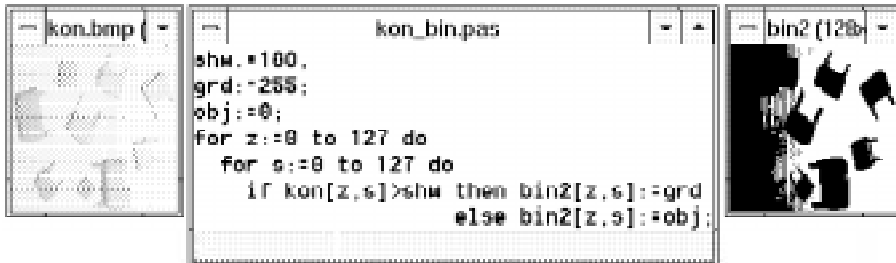 kon.bmp (
kon_bin.pas
bin2 (128x
shw:=100;
grd:=255;
obj:=0;
for z:=0 to 127 do
for s:=0 to 127 do
if kon[z,s]>shw then bin2[z,s]:=grd
else bin2[z,s]:=obj;